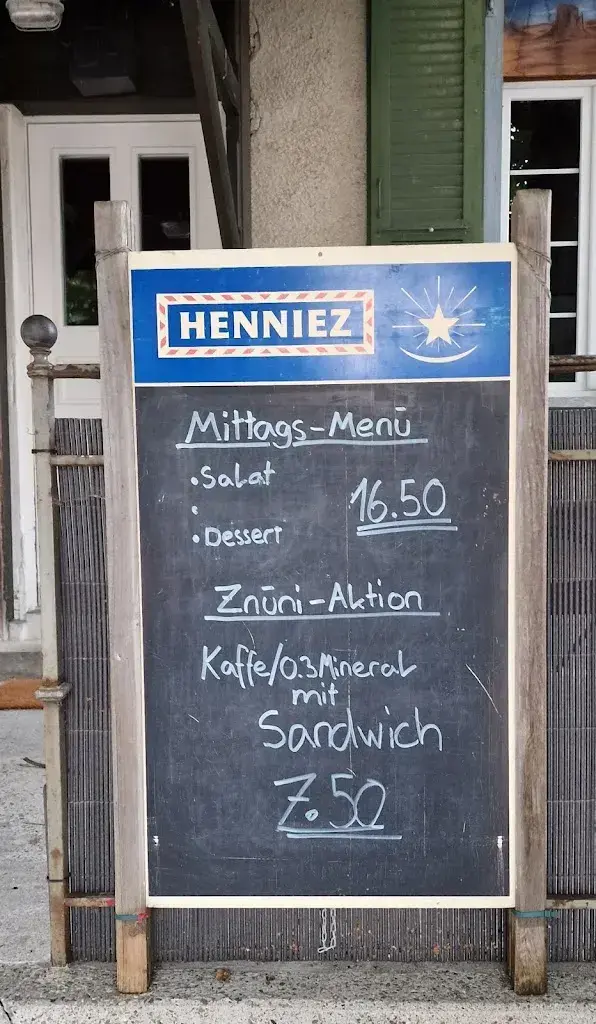 HENNIEZ
Mittags-Menü
• Salat
16.50
•
• Dessert
Znüni-Aktion
Kaffe/0.3 Mineral
mit
Sandwich
7.50